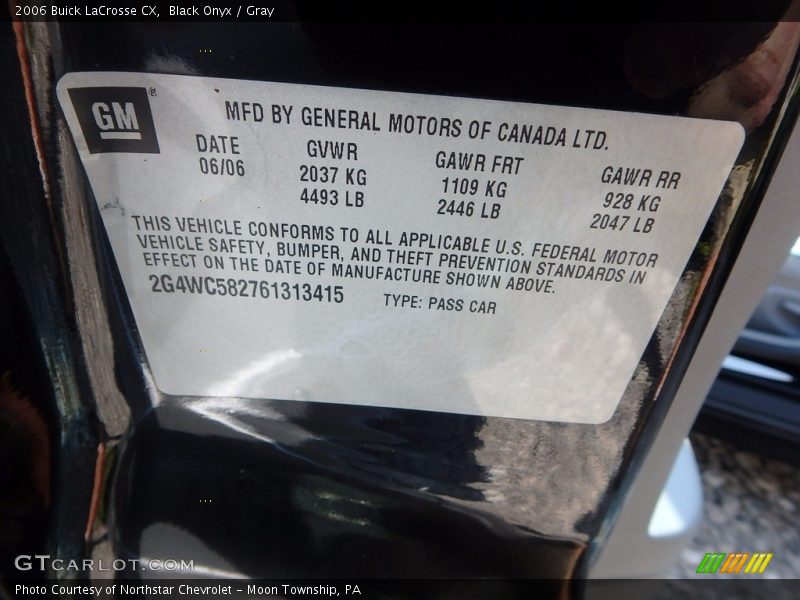 2006 Buick LaCrosse CX,  Black Onyx / Gray
GM ®
MFD BY GENERAL MOTORS OF CANADA LTD.
DATE GVWR GAWR FRT GAWR RR
06/06 2037 KG 1109 KG 928 KG
4493 LB 2446 LB 2047 LB
THIS VEHICLE CONFORMS TO ALL APPLICABLE U.S. FEDERAL MOTOR
VEHICLE SAFETY, BUMPER, AND THEFT PREVENTION STANDARDS IN
EFFECT ON THE DATE OF MANUFACTURE SHOWN ABOVE.
2G4WC582761313415 TYPE: PASS CAR
GTCARLOT.COM
Photo Courtesy of Northstar Chevrolet – Moon Township, PA